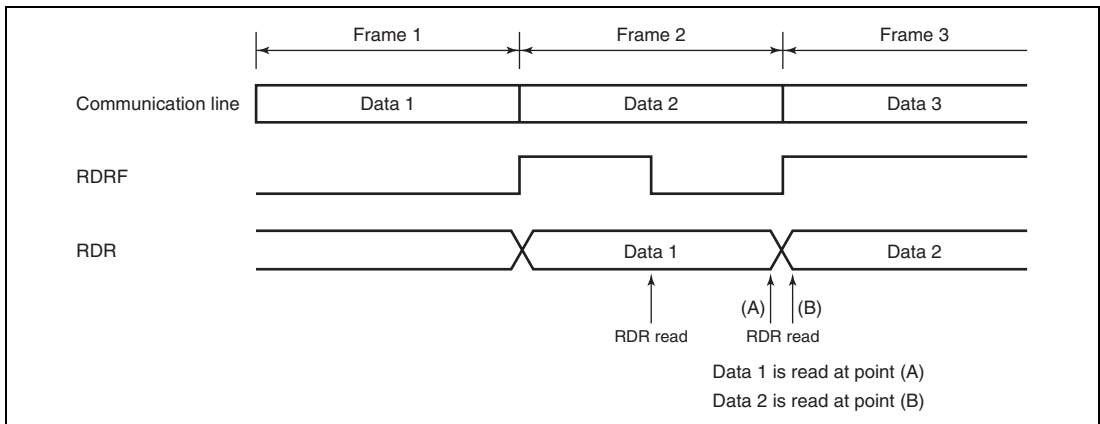 Frame 1 Frame 2 Frame 3
Communication line Data 1 Data 2 Data 3
RDRF
RDR Data 1 Data 2
(A) (B)
RDR read RDR read
Data 1 is read at point (A)
Data 2 is read at point (B)